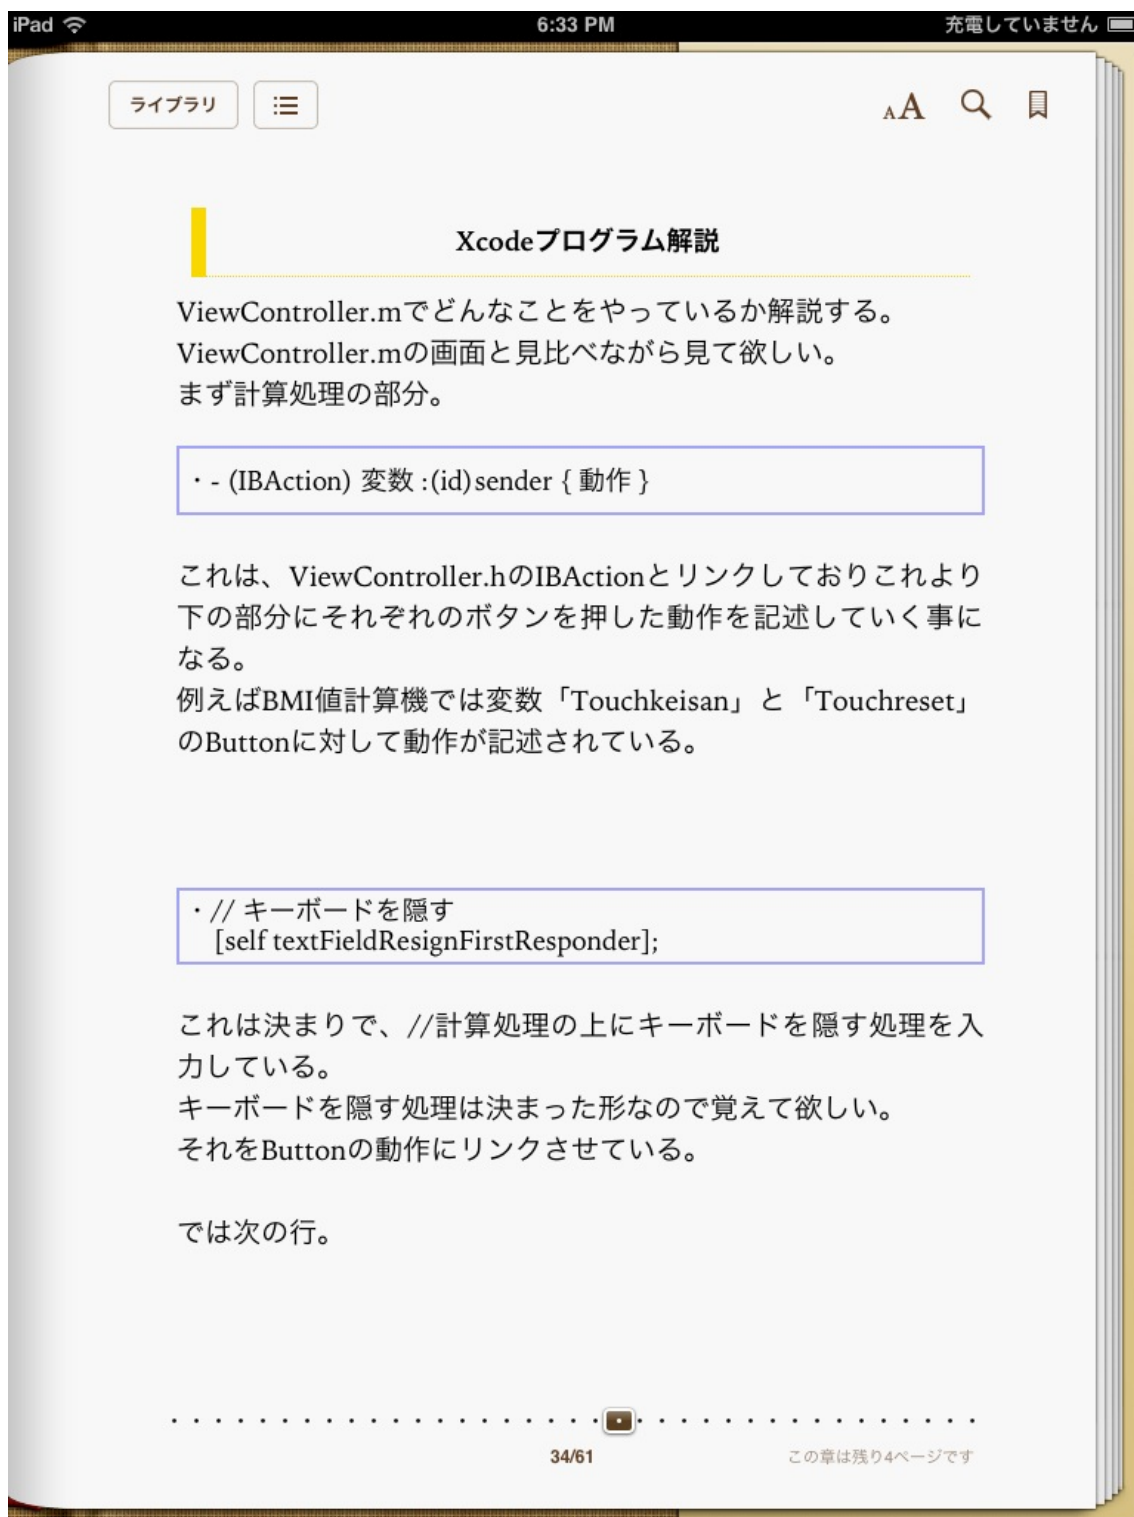 iPad 6:33 PM 充電していません
ライブラリ AA
Xcodeプログラム解説
ViewController.mでどんなことをやっているか解説する。
ViewController.mの画面と見比べながら見て欲しい。
まず計算処理の部分。
・- (IBAction) 変数 :(id)sender { 動作 }
これは、ViewController.hのIBActionとリンクしておりこれより
下の部分にそれぞれのボタンを押した動作を記述していく事に
なる。
例えばBMI値計算機では変数「Touchkeisan」と「Touchreset」
のButtonに対して動作が記述されている。
・// キーボードを隠す
[self textFieldResignFirstResponder];
これは決まりで、//計算処理の上にキーボードを隠す処理を入
力している。
キーボードを隠す処理は決まった形なので覚えて欲しい。
それをButtonの動作にリンクさせている。
では次の行。
34/61 この章は残り4ページです